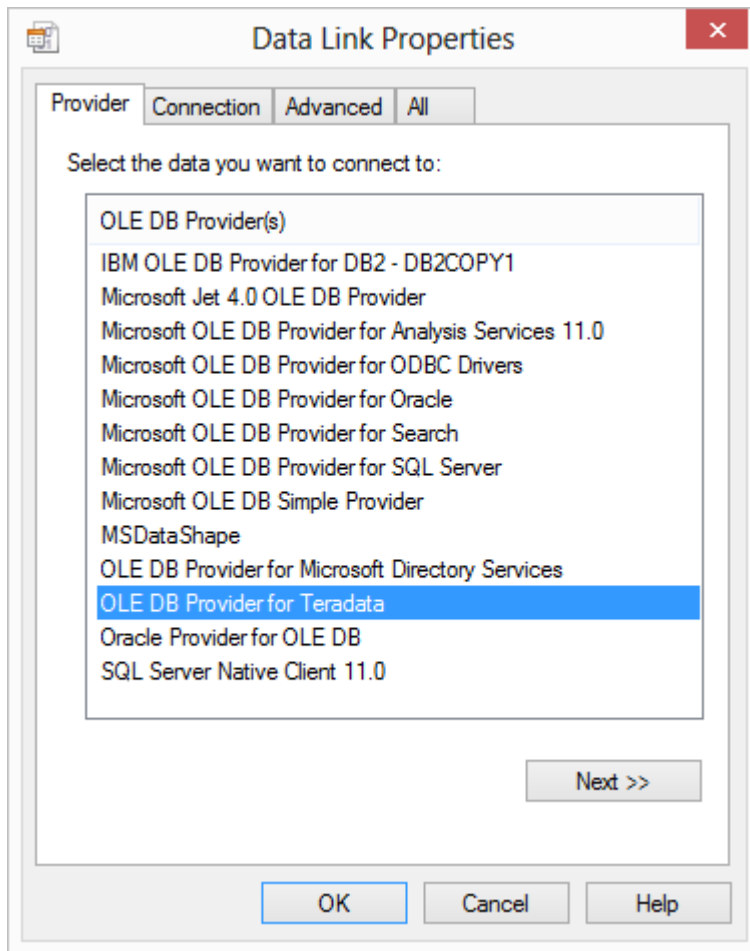 Data Link Properties
Provider Connection Advanced All
Select the data you want to connect to:
OLE DB Provider(s)
IBM OLE DB Provider for DB2 - DB2COPY1
Microsoft Jet 4.0 OLE DB Provider
Microsoft OLE DB Provider for Analysis Services 11.0
Microsoft OLE DB Provider for ODBC Drivers
Microsoft OLE DB Provider for Oracle
Microsoft OLE DB Provider for Search
Microsoft OLE DB Provider for SQL Server
Microsoft OLE DB Simple Provider
MSDataShape
OLE DB Provider for Microsoft Directory Services
OLE DB Provider for Teradata
Oracle Provider for OLE DB
SQL Server Native Client 11.0
Next >>
OK Cancel Help